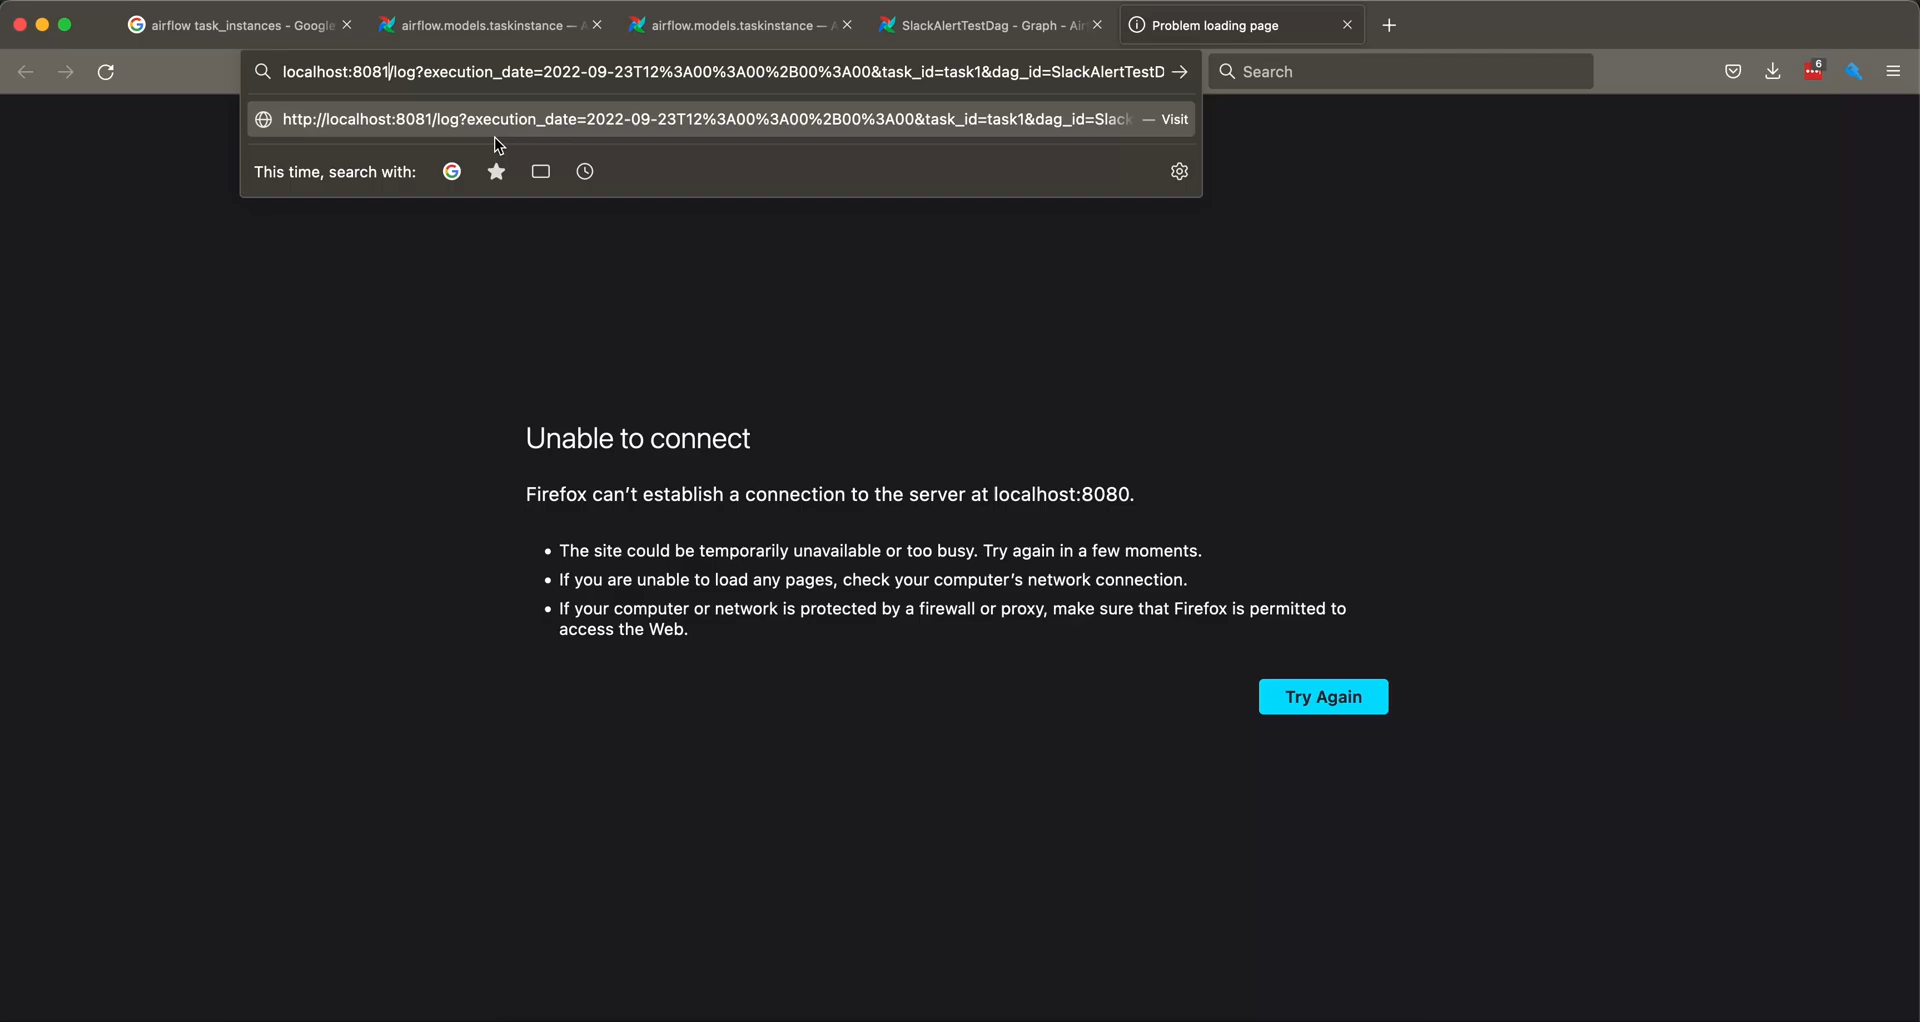 airflow task_instances - Google
airflow.models.taskinstance — A
airflow.models.taskinstance — A
SlackAlertTestDag - Graph - Air
Problem loading page
localhost:8081/log?execution_date=2022-09-23T12%3A00%3A00%2B00%3A00&task_id=task1&dag_id=SlackAlertTestD
Search
6
http://localhost:8081/log?execution_date=2022-09-23T12%3A00%3A00%2B00%3A00&task_id=task1&dag_id=Slack — Visit
This time, search with:
Unable to connect
Firefox can’t establish a connection to the server at localhost:8080.
• The site could be temporarily unavailable or too busy. Try again in a few moments.
• If you are unable to load any pages, check your computer’s network connection.
• If your computer or network is protected by a firewall or proxy, make sure that Firefox is permitted to
access the Web.
Try Again